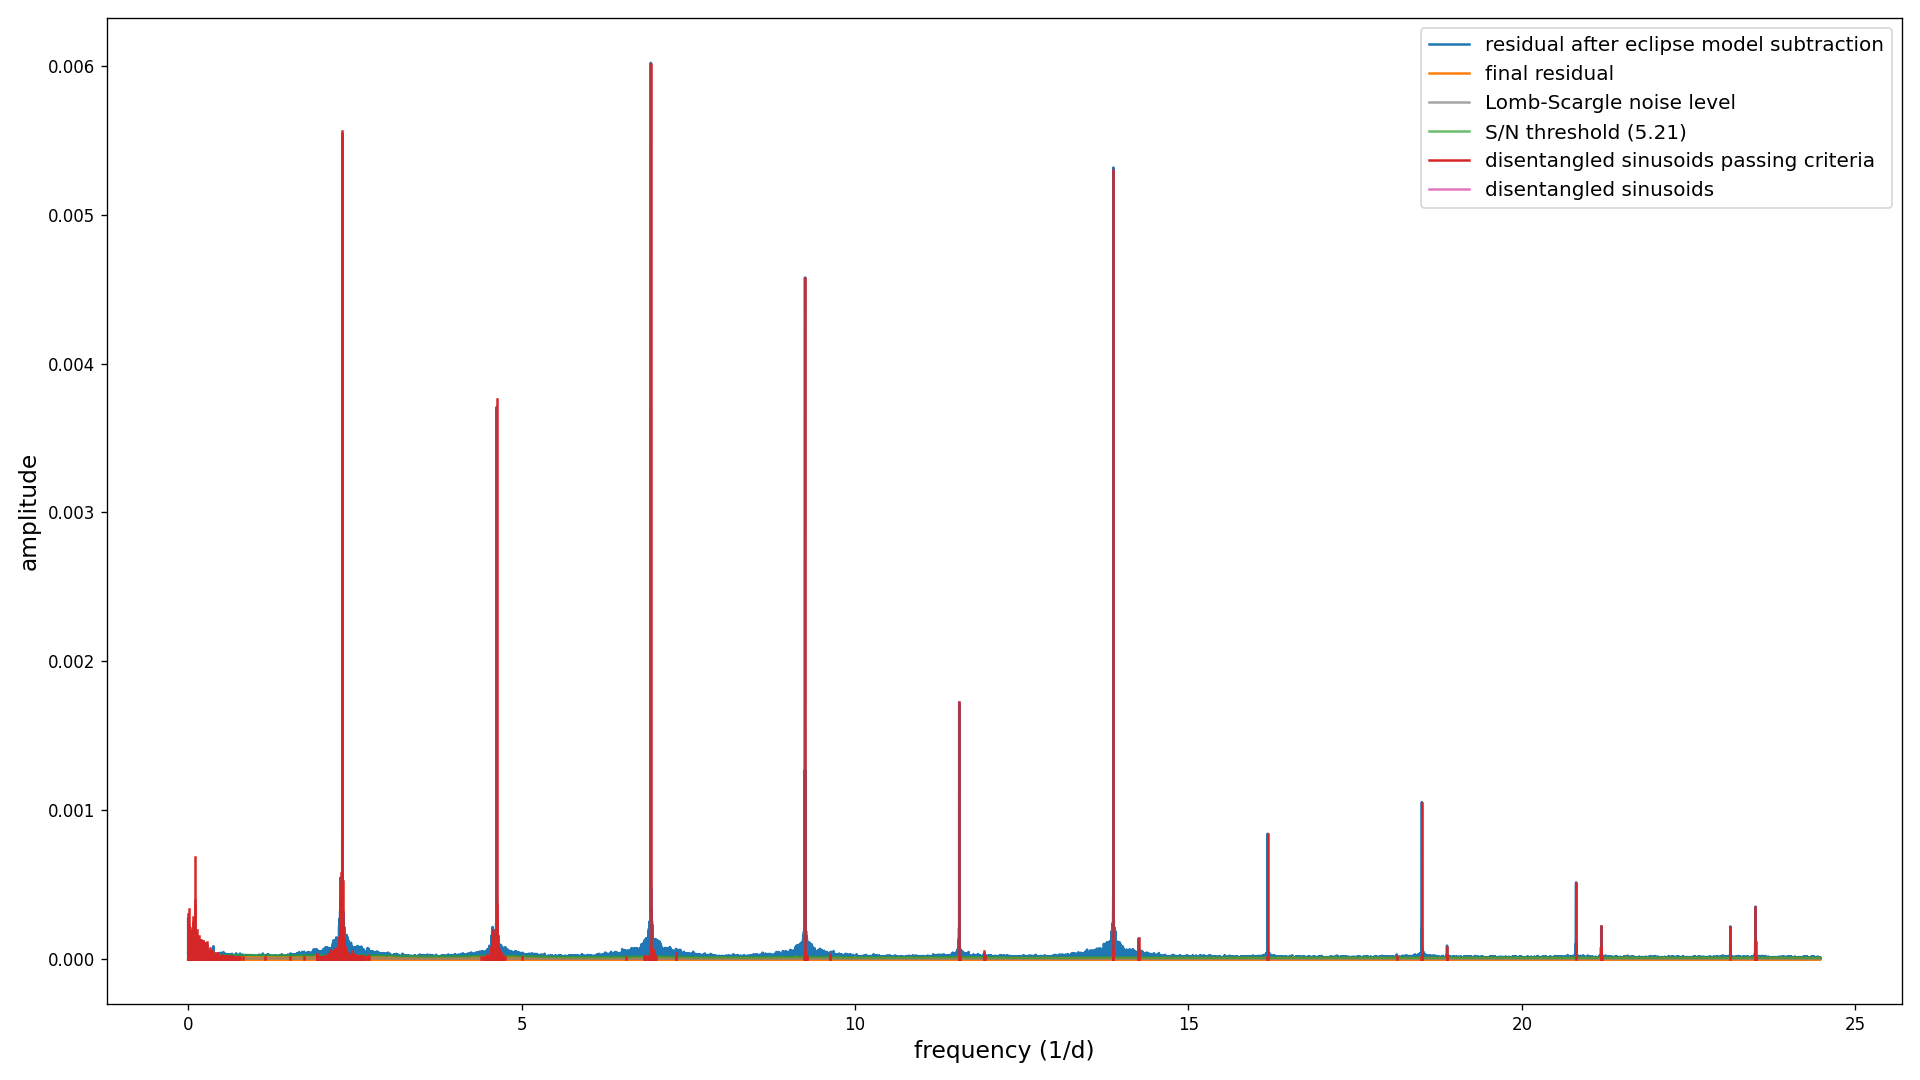 residual after eclipse model subtraction
final residual
Lomb-Scargle noise level
S/N threshold (5.21)
disentangled sinusoids passing criteria
disentangled sinusoids
0.006
0.005
0.004
0.003
0.002
0.001
0.000
amplitude
0 5 10 15 20 25
frequency (1/d)